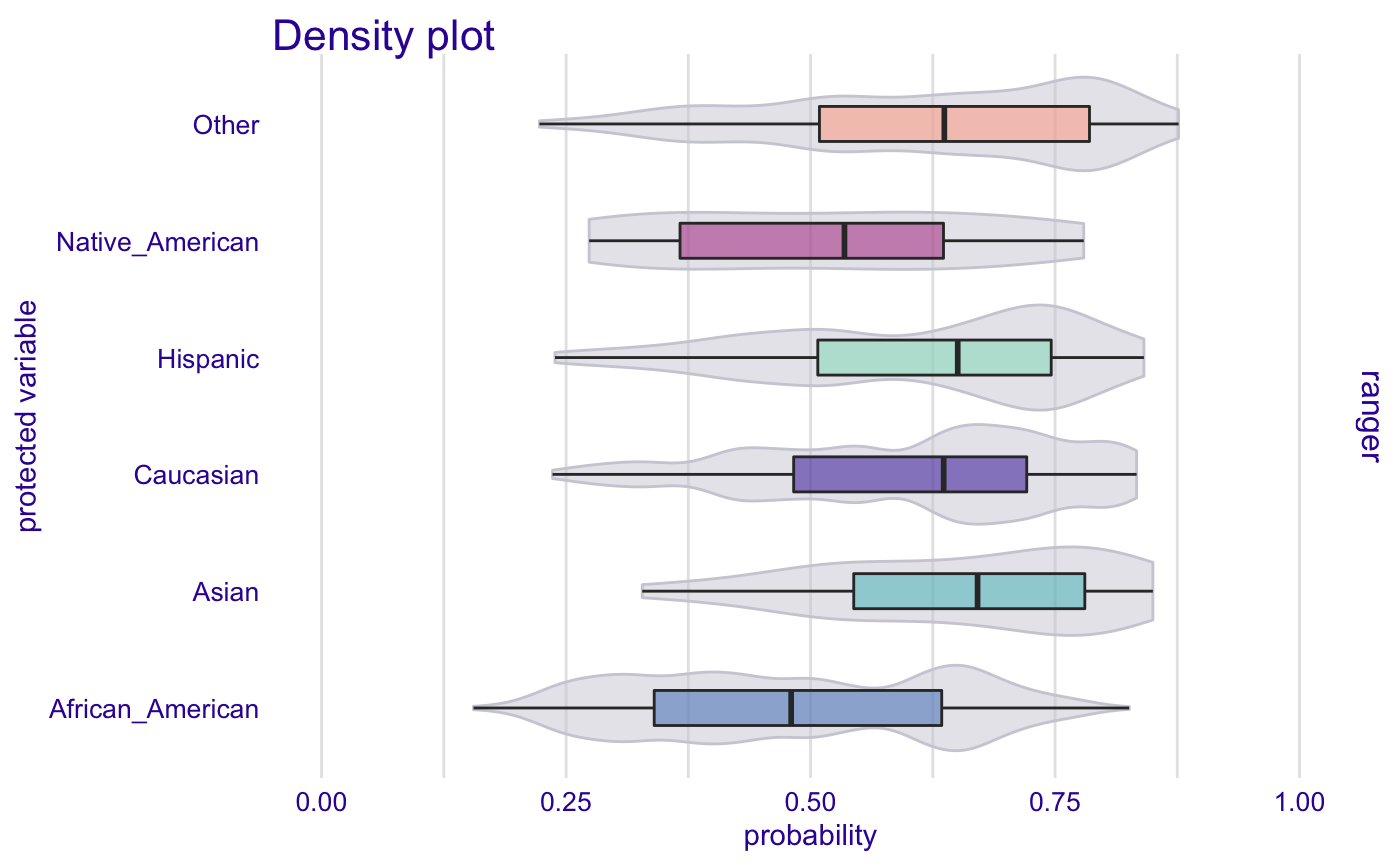 Density plot
Other
Native_American
Hispanic
Caucasian
Asian
African_American
protected variable
ranger
0.00
0.25
0.50
0.75
1.00
probability